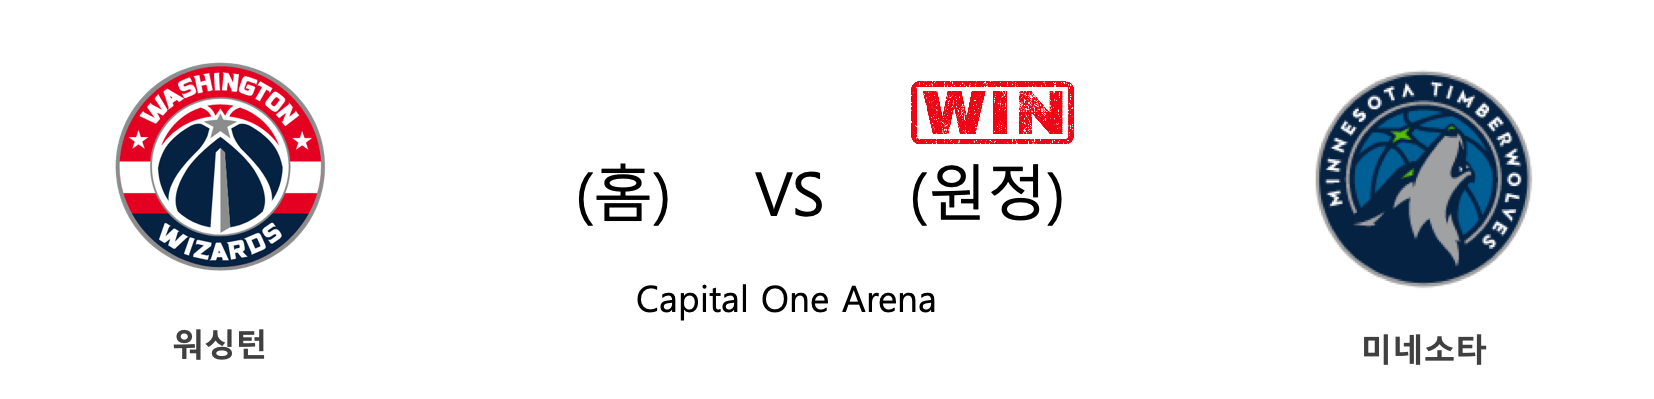 WASHINGTON
WIZARDS
워싱턴
WIN
(홈) VS (원정)
Capital One Arena
MINNESOTA TIMBERWOLVES
미네소타